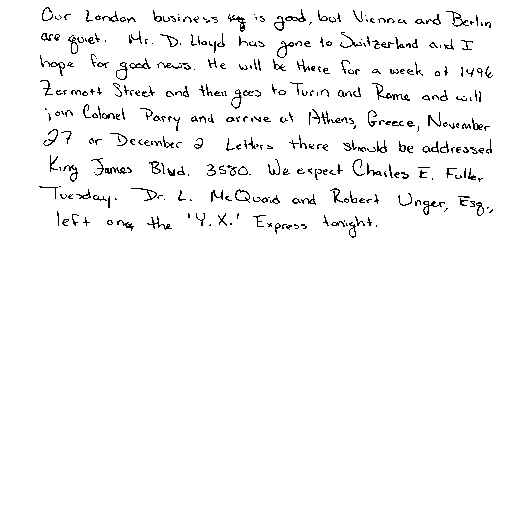 Our London business is good, but Vienna and Berlin
are quiet. Mr. D. Lloyd has gone to Switzerland and I
hope for good news. He will be there for a week at 1496
Zermott Street and then goes to Turin and Rome and will
join Colonel Parry and arrive at Athens, Greece, November
27 or December 2 Letters there should be addressed
King James Blvd. 3580. We expect Charles E. Fuller
Tuesday. Dr. L. McQuaid and Robert Unger, Esq.,
left on the 'Y.X.' Express tonight.